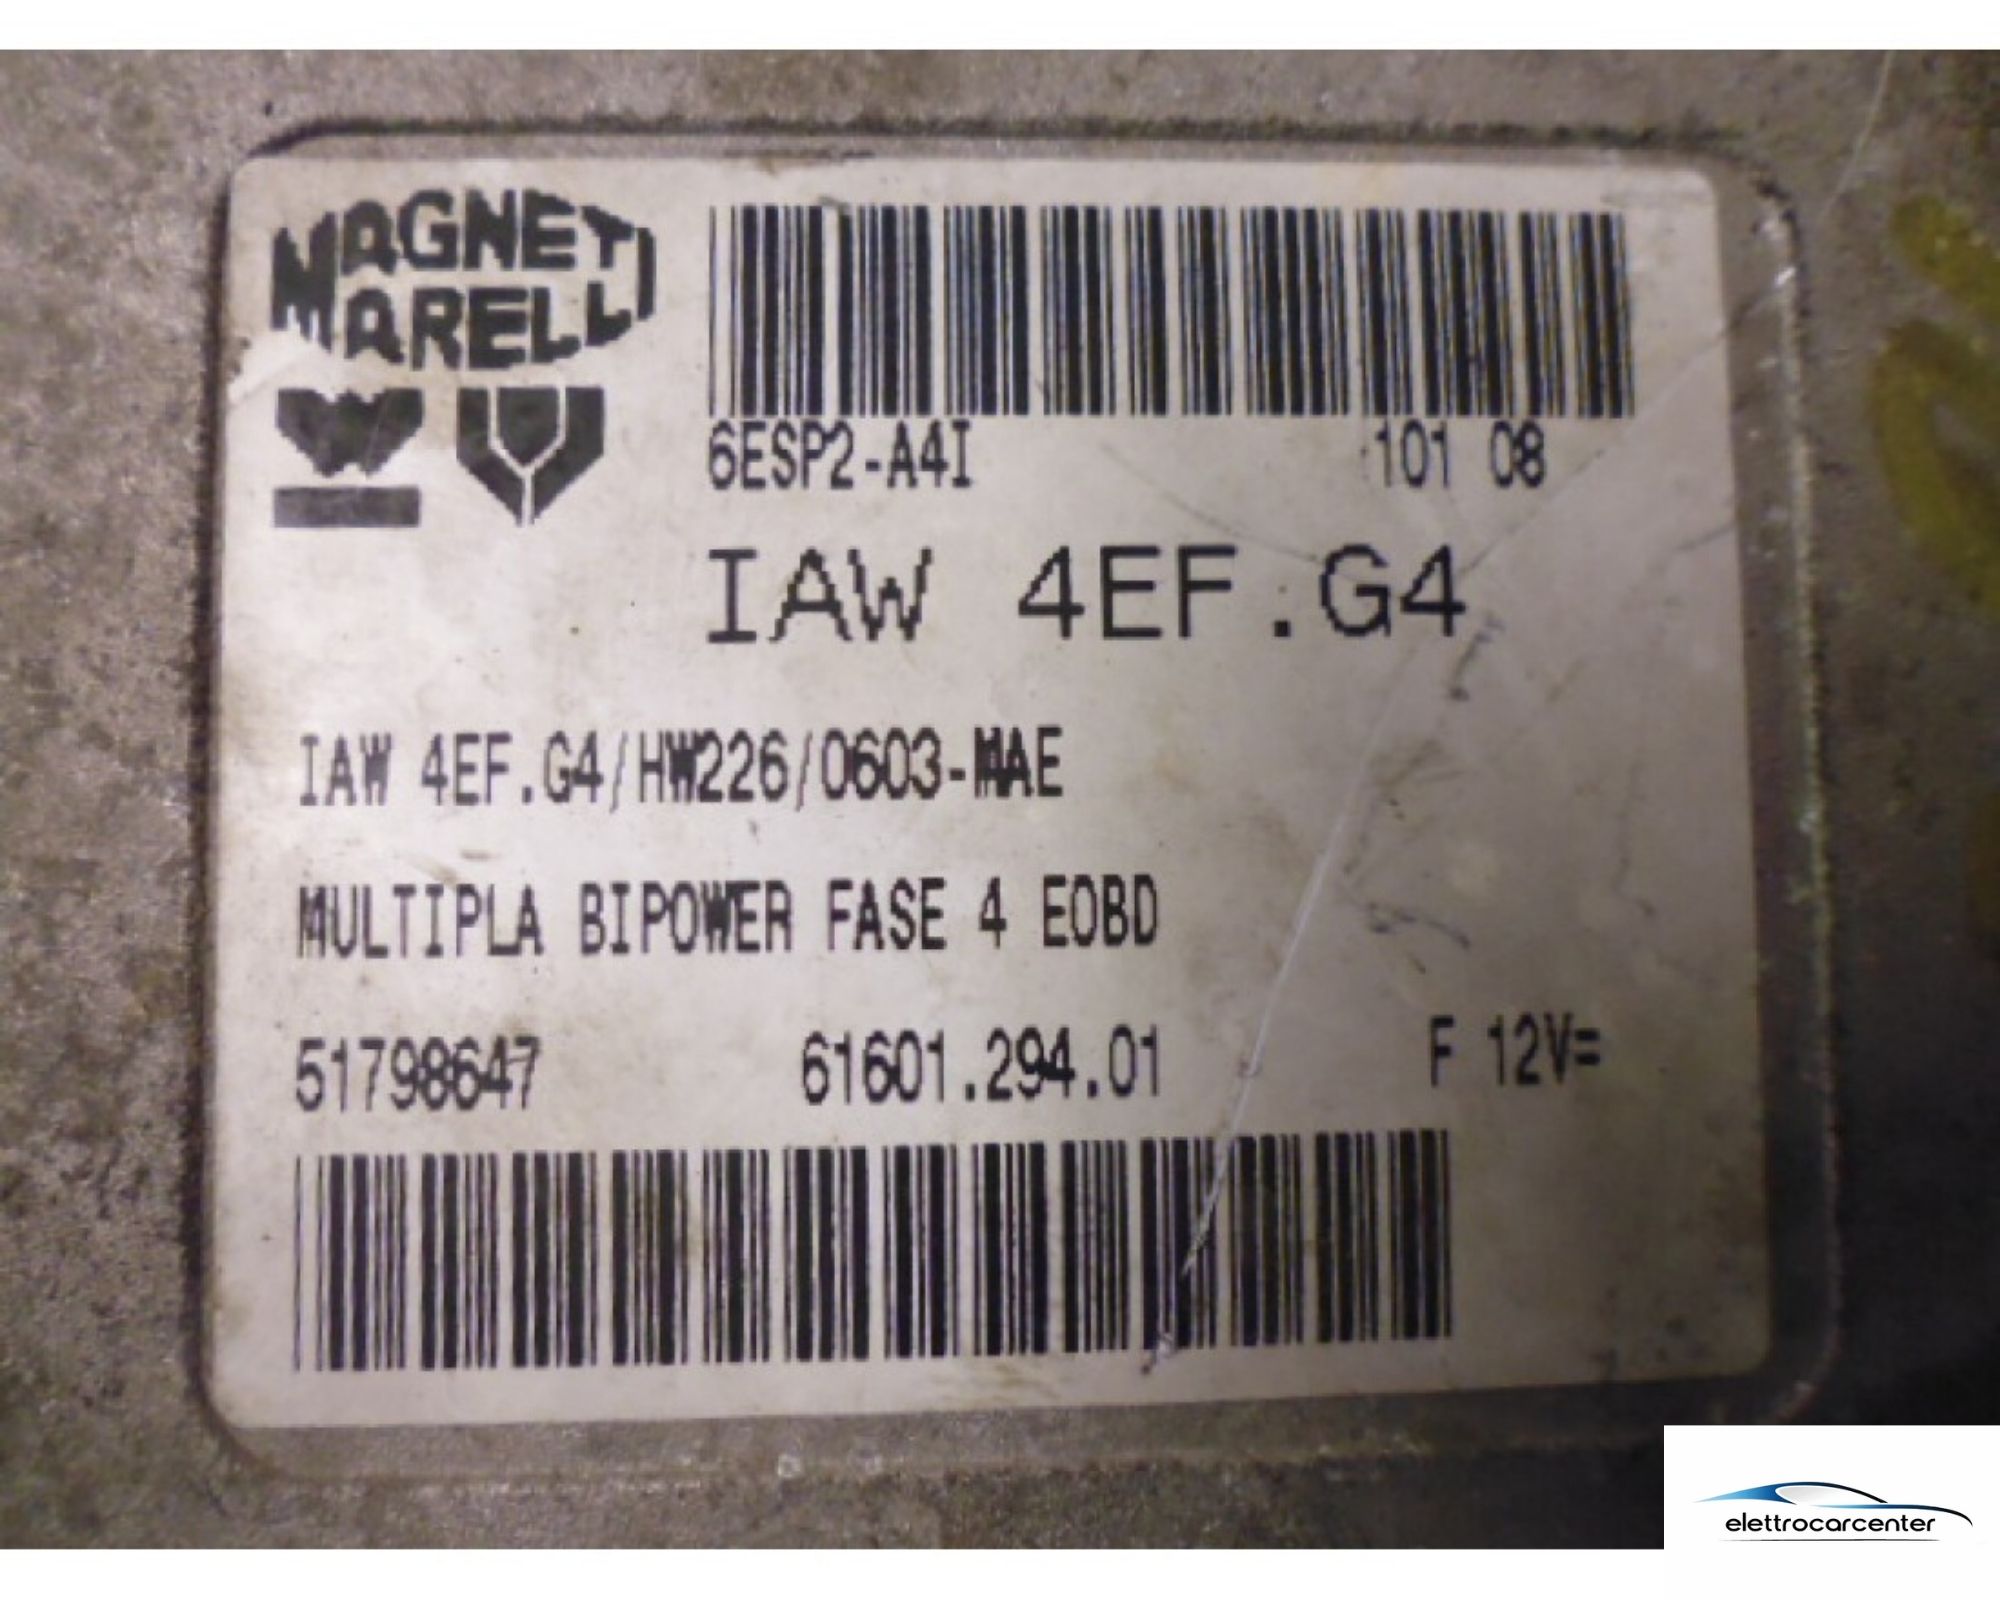 MAGNETI
MARELLI
6ESP2-A4I 101 08
IAW 4EF.G4
IAW 4EF.G4/HW226/0603-MAE
MULTIPLA BIPOWER FASE 4 EOBD
51798647 61601.294.01 F 12V=
elettrocarcenter